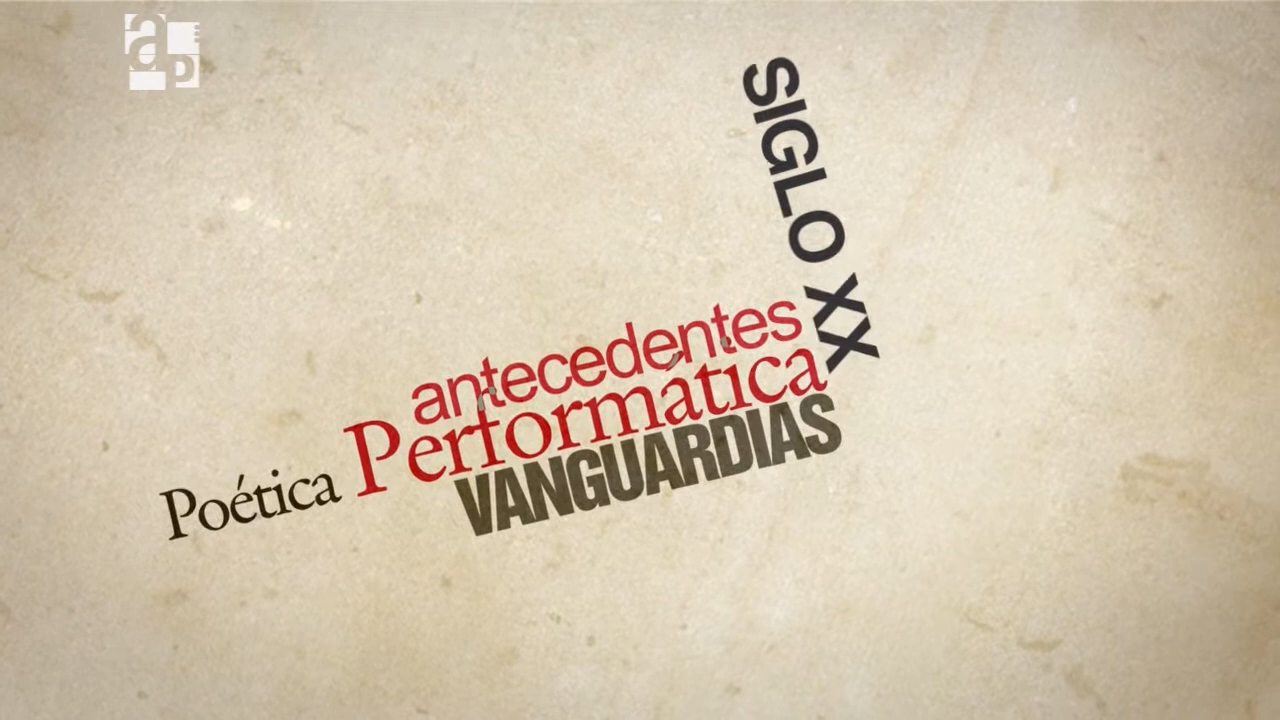 a
p
SIGLO XX
antecedentes
Poética Performática
VANGUARDIAS